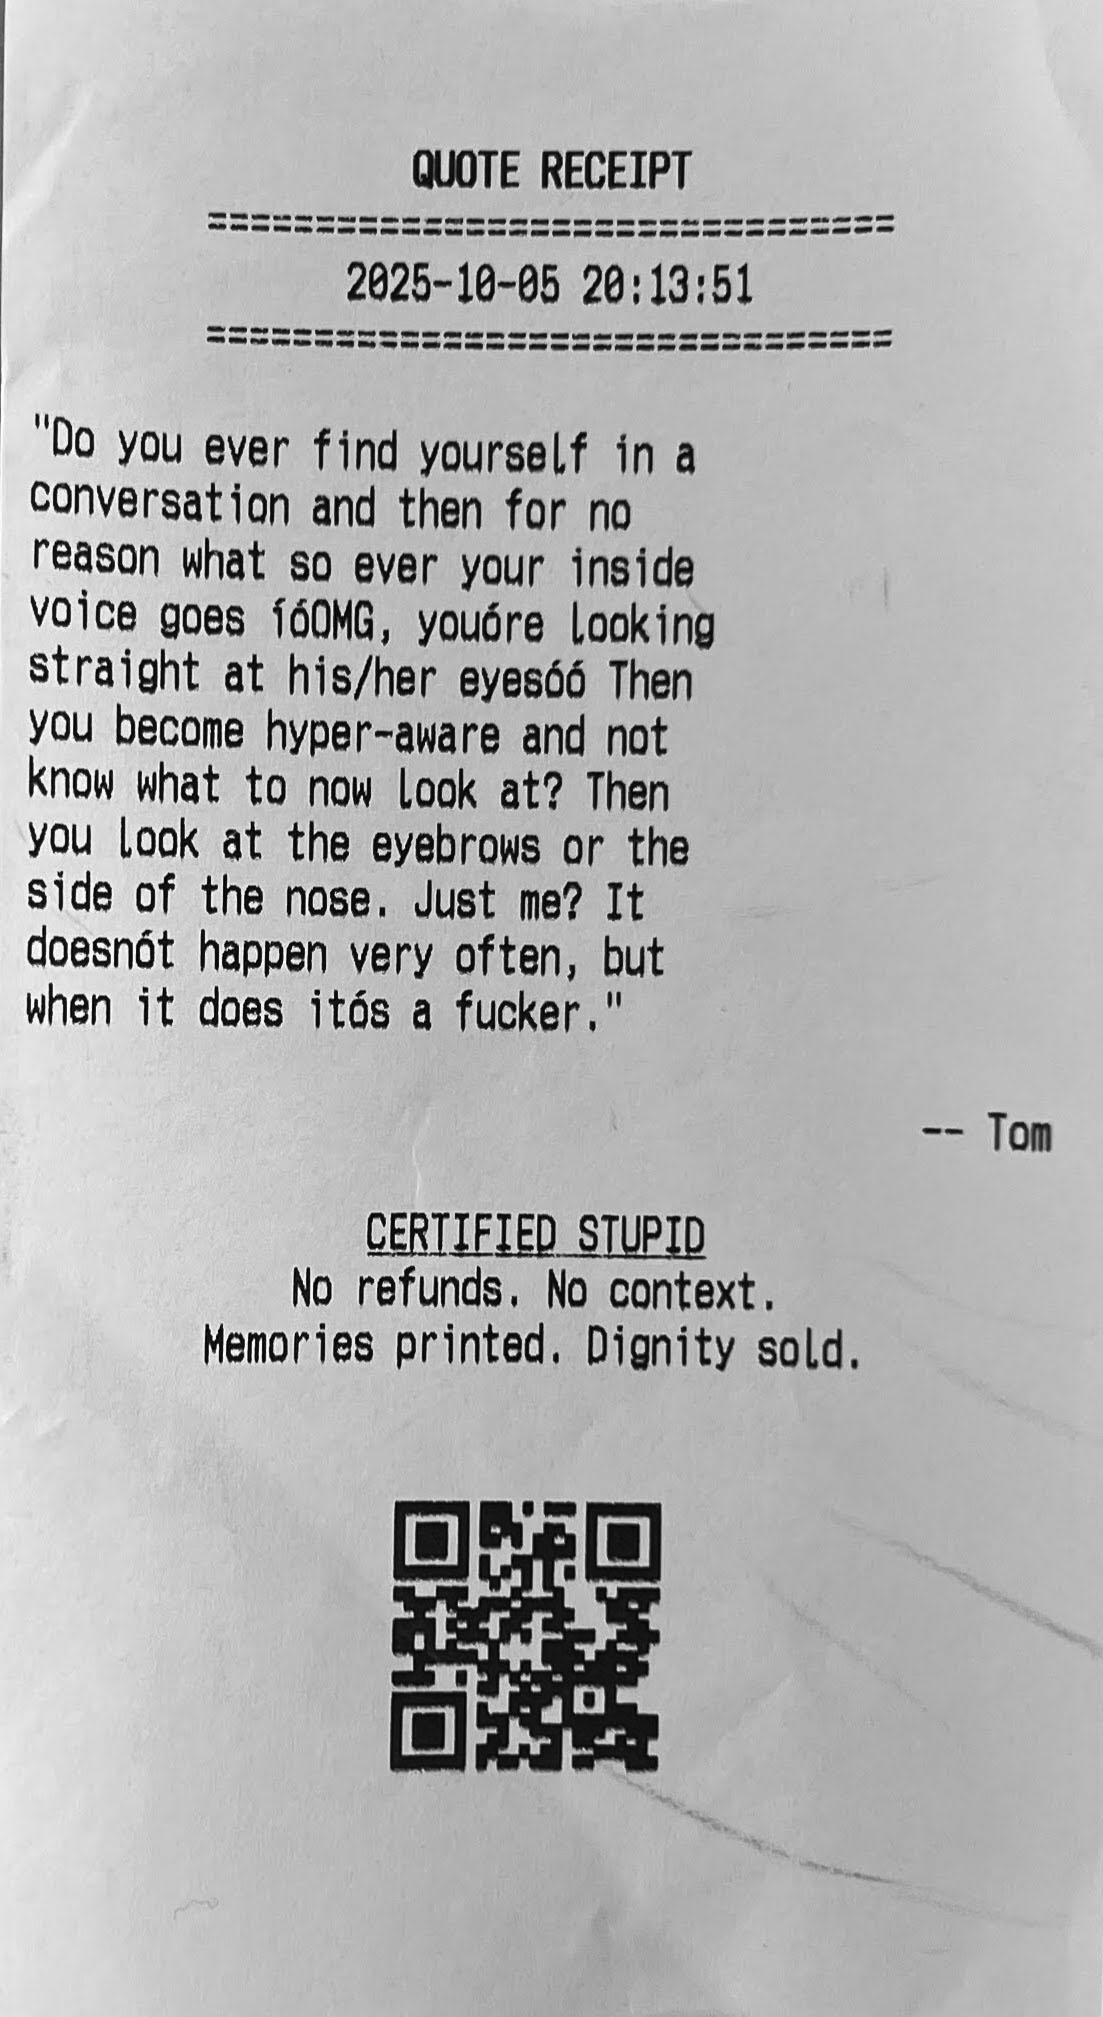 QUOTE RECEIPT
================================
2025-10-05 20:13:51
================================
"Do you ever find yourself in a
conversation and then for no
reason what so ever your inside
voice goes íóOMG, youóre looking
straight at his/her eyesóó Then
you become hyper-aware and not
know what to now look at? Then
you look at the eyebrows or the
side of the nose. Just me? It
doesnót happen very often, but
when it does itós a fucker."
-- Tom
CERTIFIED STUPID
No refunds. No context.
Memories printed. Dignity sold.